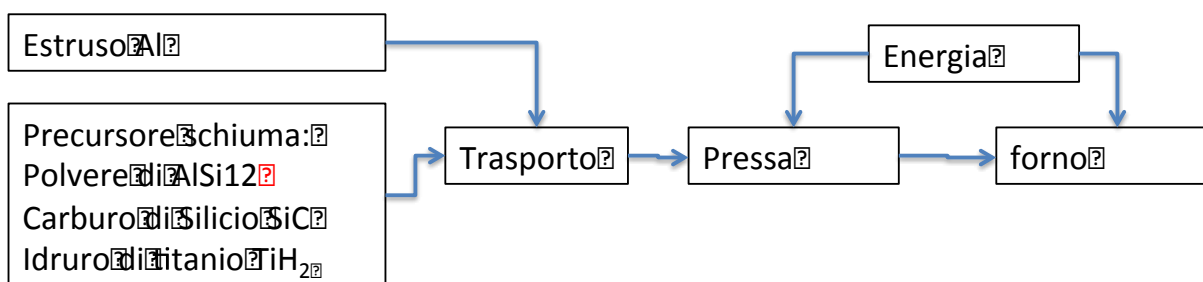 Estruso Al
Energia
Precursore schiuma:
Polvere di AlSi12
Carburo di Silicio SiC
Idruro di titanio TiH2
Trasporto
Pressa
forno